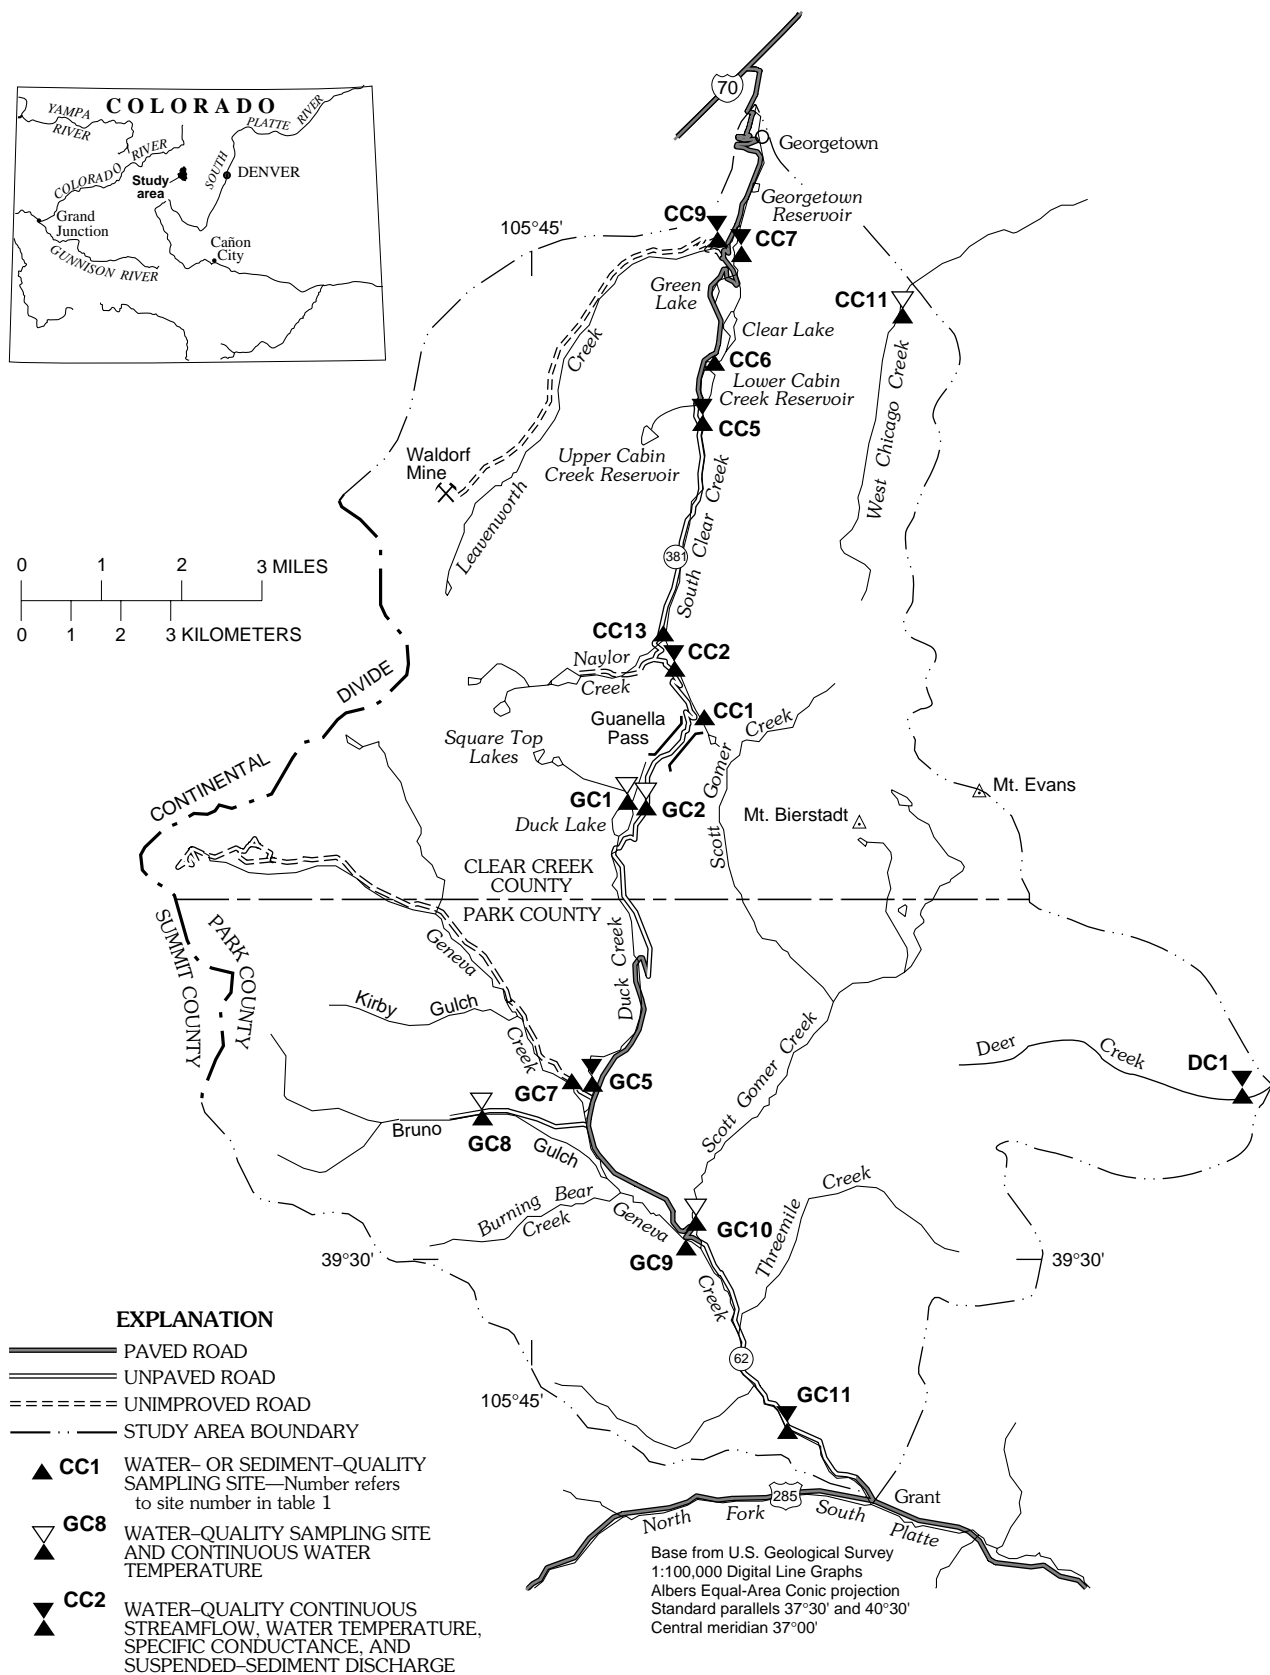 COLORADO
YAMPA
RIVER
PLATTE RIVER
COLORADO RIVER
SOUTH
Study
area
DENVER
Grand
Junction
GUNNISON RIVER
Cañon
City
70
Georgetown
Georgetown
Reservoir
105°45'
CC9
CC7
Green
Lake
CC11
Clear Lake
Creek
CC6
Lower Cabin
Creek Reservoir
CC5
Upper Cabin
Creek Reservoir
Waldorf
Mine
Leavenworth
West Chicago Creek
South Clear Creek
381
0 1 2 3 MILES
0 1 2 3 KILOMETERS
CC13
CC2
Naylor
Creek
CC1
Guanella
Pass
Creek
Gomer
Scott
Square Top
Lakes
DIVIDE
CONTINENTAL
GC1
GC2
Duck Lake
Mt. Evans
Mt. Bierstadt
CLEAR CREEK
COUNTY
PARK COUNTY
SUMMIT COUNTY
PARK COUNTY
Geneva
Creek
Duck Creek
Kirby Gulch
Scott Gomer Creek
Deer Creek
DC1
GC7
GC5
Bruno
GC8
Gulch
Burning Bear
Creek
Geneva
Creek
GC10
GC9
Threemile Creek
39°30'
39°30'
62
105°45'
GC11
285
Grant
North Fork South Platte
EXPLANATION
PAVED ROAD
UNPAVED ROAD
UNIMPROVED ROAD
STUDY AREA BOUNDARY
CC1 WATER– OR SEDIMENT–QUALITY
SAMPLING SITE—Number refers
to site number in table 1
GC8 WATER–QUALITY SAMPLING SITE
AND CONTINUOUS WATER
TEMPERATURE
CC2 WATER–QUALITY CONTINUOUS
STREAMFLOW, WATER TEMPERATURE,
SPECIFIC CONDUCTANCE, AND
SUSPENDED–SEDIMENT DISCHARGE
Base from U.S. Geological Survey
1:100,000 Digital Line Graphs
Albers Equal-Area Conic projection
Standard parallels 37°30' and 40°30'
Central meridian 37°00'